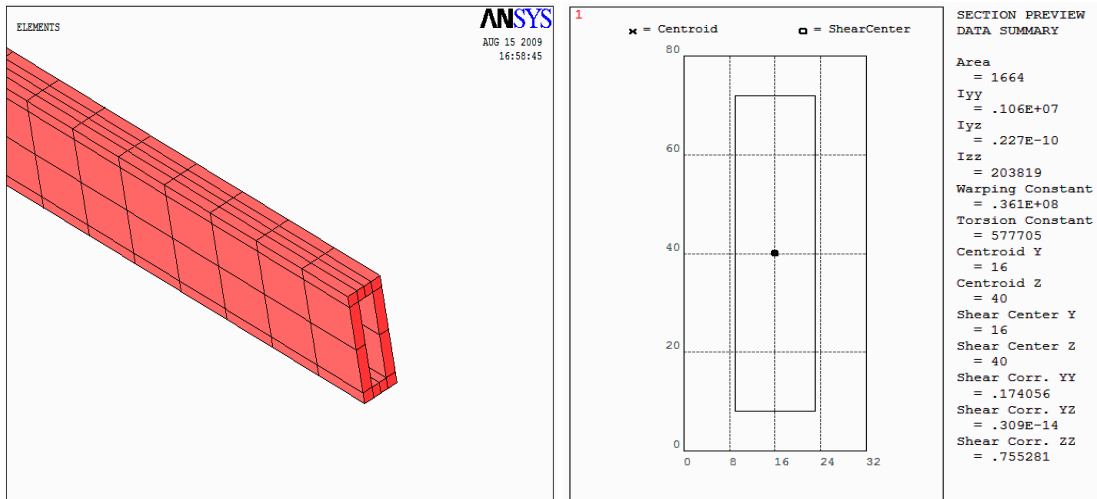 ELEMENTS
ANSYS
AUG 15 2009
16:58:45
1
× = Centroid
= ShearCenter
80
60
40
20
0
0 8 16 24 32
SECTION PREVIEW
DATA SUMMARY
Area
= 1664
Iyy
= .106E+07
Iyz
= .227E-10
Izz
= 203819
Warping Constant
= .361E+08
Torsion Constant
= 577705
Centroid Y
= 16
Centroid Z
= 40
Shear Center Y
= 16
Shear Center Z
= 40
Shear Corr. YY
= .174056
Shear Corr. YZ
= .309E-14
Shear Corr. ZZ
= .755281